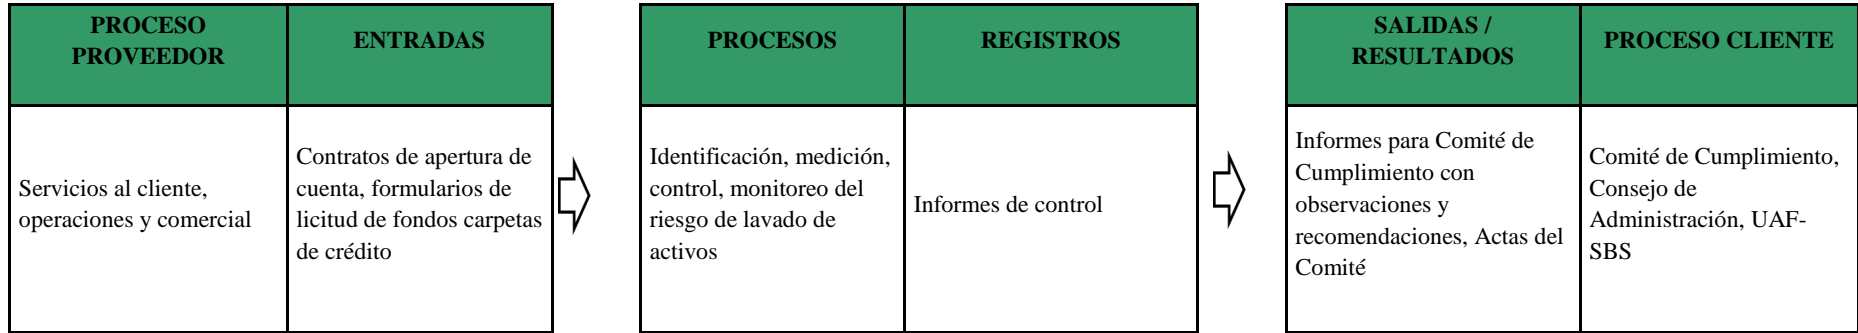 PROCESO
PROVEEDOR
ENTRADAS
PROCESOS
REGISTROS
SALIDAS /
RESULTADOS
PROCESO CLIENTE
Servicios al cliente,
operaciones y comercial
Contratos de apertura de
cuenta, formularios de
licitud de fondos carpetas
de crédito
Identificación, medición,
control, monitoreo del
riesgo de lavado de
activos
Informes de control
Informes para Comité de
Cumplimiento con
observaciones y
recomendaciones, Actas del
Comité
Comité de Cumplimiento,
Consejo de
Administración, UAF-
SBS